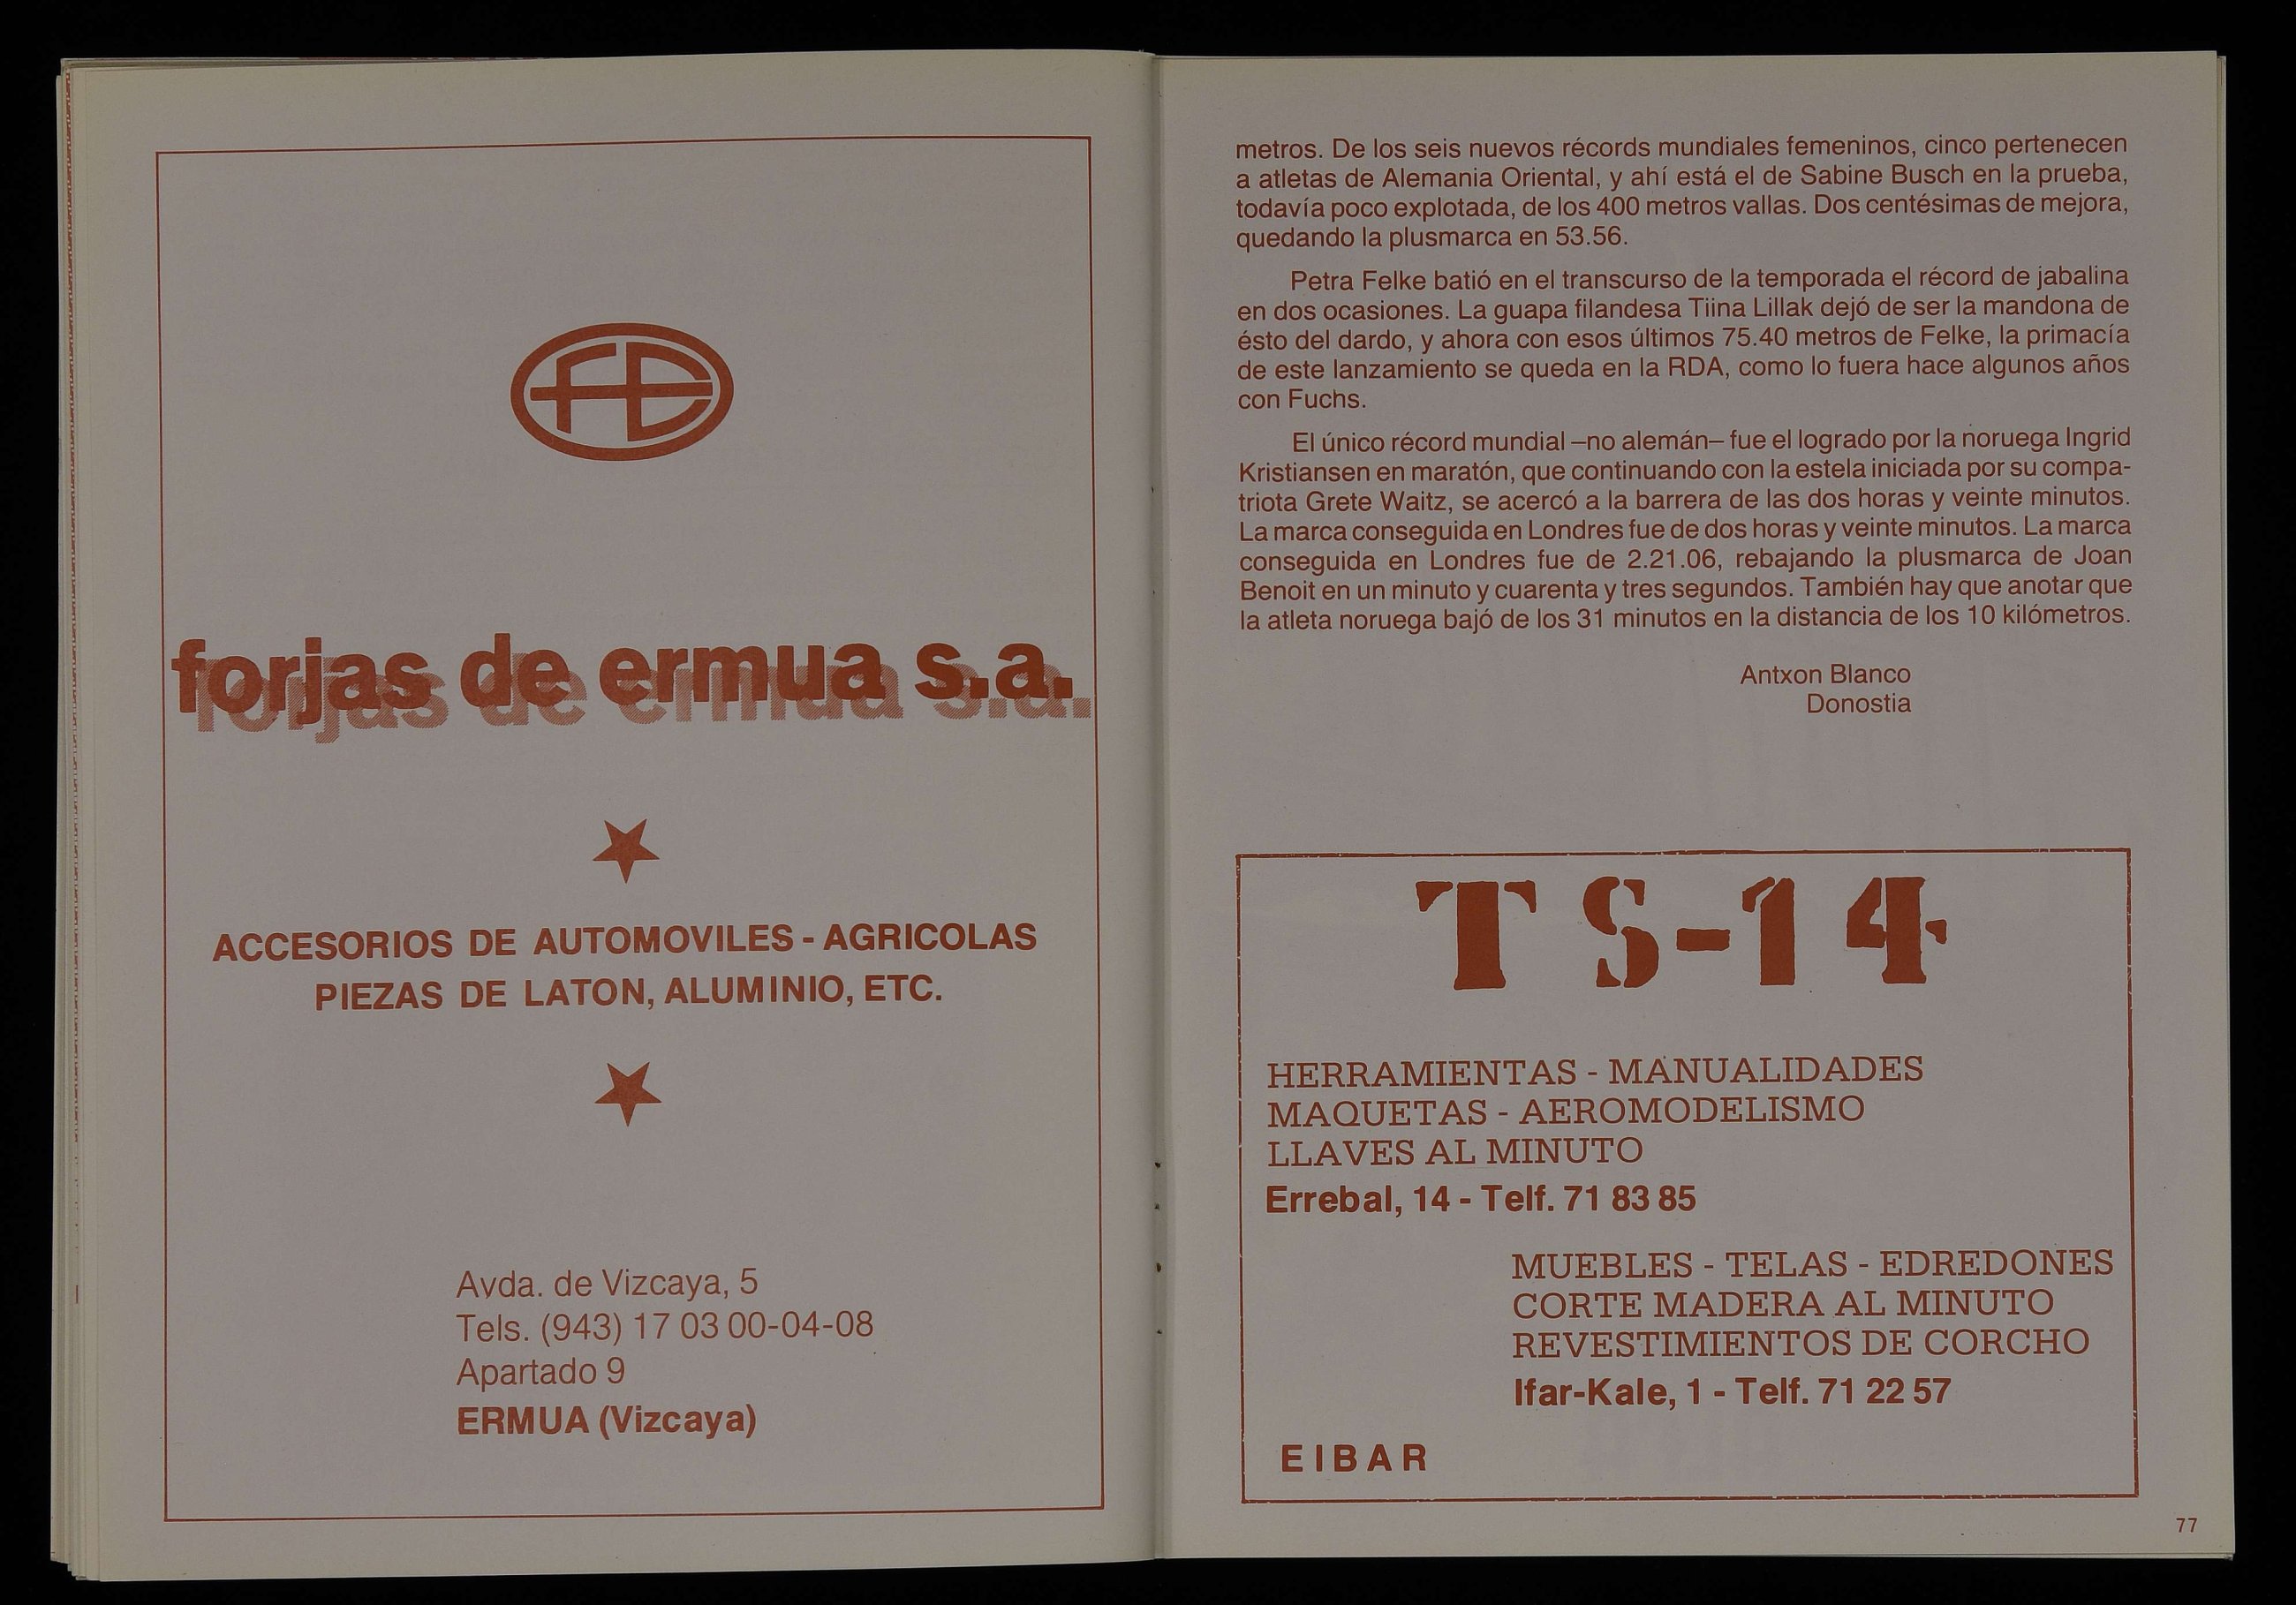 FE
forjas de ermua s.a.
ACCESORIOS DE AUTOMOVILES - AGRICOLAS
PIEZAS DE LATON, ALUMINIO, ETC.
Avda. de Vizcaya, 5
Tels. (943) 17 03 00-04-08
Apartado 9
ERMUA (Vizcaya)
metros. De los seis nuevos récords mundiales femeninos, cinco pertenecen
a atletas de Alemania Oriental, y ahí está el de Sabine Busch en la prueba,
todavía poco explotada, de los 400 metros vallas. Dos centésimas de mejora,
quedando la plusmarca en 53.56.
Petra Felke batió en el transcurso de la temporada el récord de jabalina
en dos ocasiones. La guapa filandesa Tiina Lillak dejó de ser la mandona de
ésto del dardo, y ahora con esos últimos 75.40 metros de Felke, la primacía
de este lanzamiento se queda en la RDA, como lo fuera hace algunos años
con Fuchs.
El único récord mundial –no alemán– fue el logrado por la noruega Ingrid
Kristiansen en maratón, que continuando con la estela iniciada por su compa-
triota Grete Waitz, se acercó a la barrera de las dos horas y veinte minutos.
La marca conseguida en Londres fue de dos horas y veinte minutos. La marca
conseguida en Londres fue de 2.21.06, rebajando la plusmarca de Joan
Benoit en un minuto y cuarenta y tres segundos. También hay que anotar que
la atleta noruega bajó de los 31 minutos en la distancia de los 10 kilómetros.
Antxon Blanco
Donostia
TS-14
HERRAMIENTAS - MANUALIDADES
MAQUETAS - AEROMODELISMO
LLAVES AL MINUTO
Errebal, 14 - Telf. 71 83 85
MUEBLES - TELAS - EDREDONES
CORTE MADERA AL MINUTO
REVESTIMIENTOS DE CORCHO
Ifar-Kale, 1 - Telf. 71 22 57
EIBAR
77